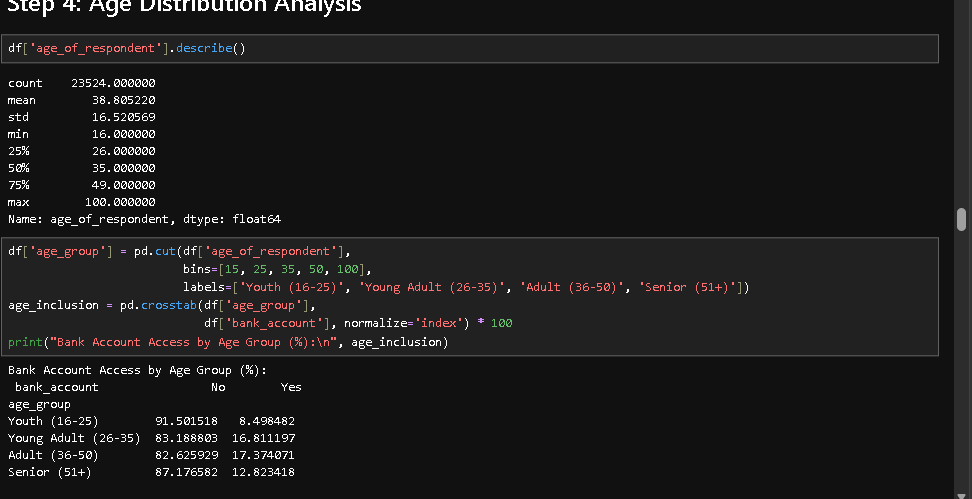 Step 4: Age Distribution Analysis
df['age_of_respondent'].describe()
count    23524.000000
mean        38.805220
std         16.520569
min         16.000000
25%         26.000000
50%         35.000000
75%         49.000000
max        100.000000
Name: age_of_respondent, dtype: float64
df['age_group'] = pd.cut(df['age_of_respondent'],
                         bins=[15, 25, 35, 50, 100],
                         labels=['Youth (16-25)', 'Young Adult (26-35)', 'Adult (36-50)', 'Senior (51+)'])
age_inclusion = pd.crosstab(df['age_group'],
                            df['bank_account'], normalize='index') * 100
print("Bank Account Access by Age Group (%):\n", age_inclusion)
Bank Account Access by Age Group (%):
 bank_account                No        Yes
age_group
Youth (16-25)        91.501518   8.498482
Young Adult (26-35)  83.188803  16.811197
Adult (36-50)        82.625929  17.374071
Senior (51+)         87.176582  12.823418